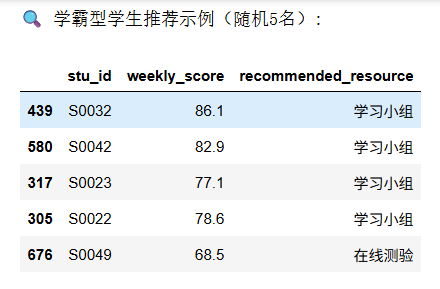 学霸型学生推荐示例（随机5名）:
stu_id weekly_score recommended_resource
439 S0032 86.1 学习小组
580 S0042 82.9 学习小组
317 S0023 77.1 学习小组
305 S0022 78.6 学习小组
676 S0049 68.5 在线测验